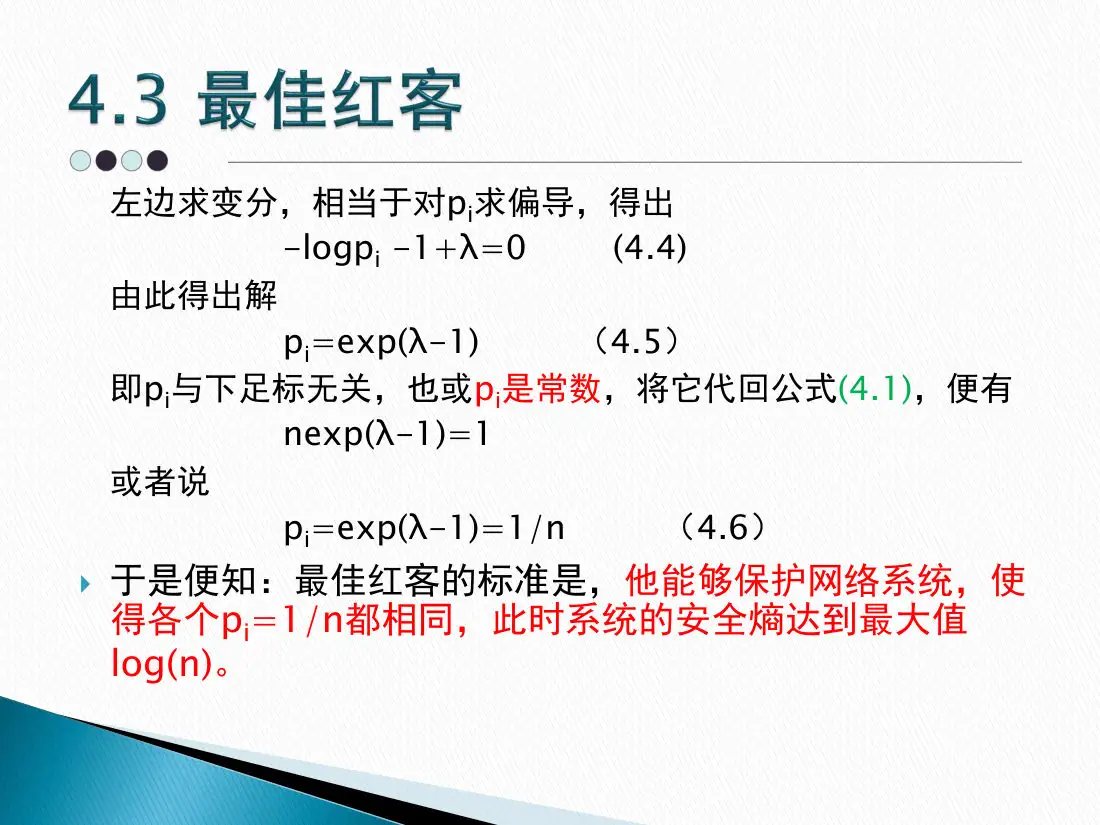 4.3 最佳红客
左边求变分，相当于对pi求偏导，得出
-logpi -1+λ=0 (4.4)
由此得出解
pi=exp(λ-1) （4.5）
即pi与下足标无关，也或pi是常数，将它代回公式(4.1)，便有
nexp(λ-1)=1
或者说
pi=exp(λ-1)=1/n （4.6）
于是便知：最佳红客的标准是，他能够保护网络系统，使
得各个pi=1/n都相同，此时系统的安全熵达到最大值
log(n)。